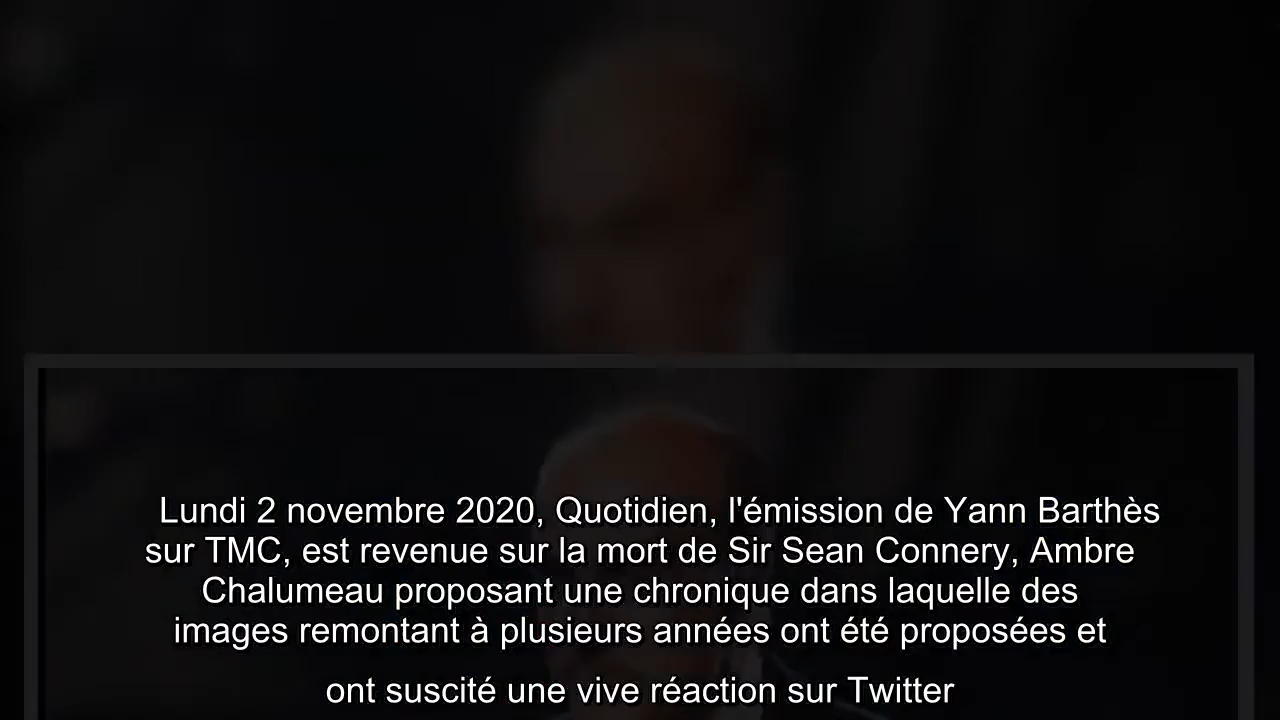 Lundi 2 novembre 2020, Quotidien, l'émission de Yann Barthès
sur TMC, est revenue sur la mort de Sir Sean Connery, Ambre
Chalumeau proposant une chronique dans laquelle des
images remontant à plusieurs années ont été proposées et
ont suscité une vive réaction sur Twitter